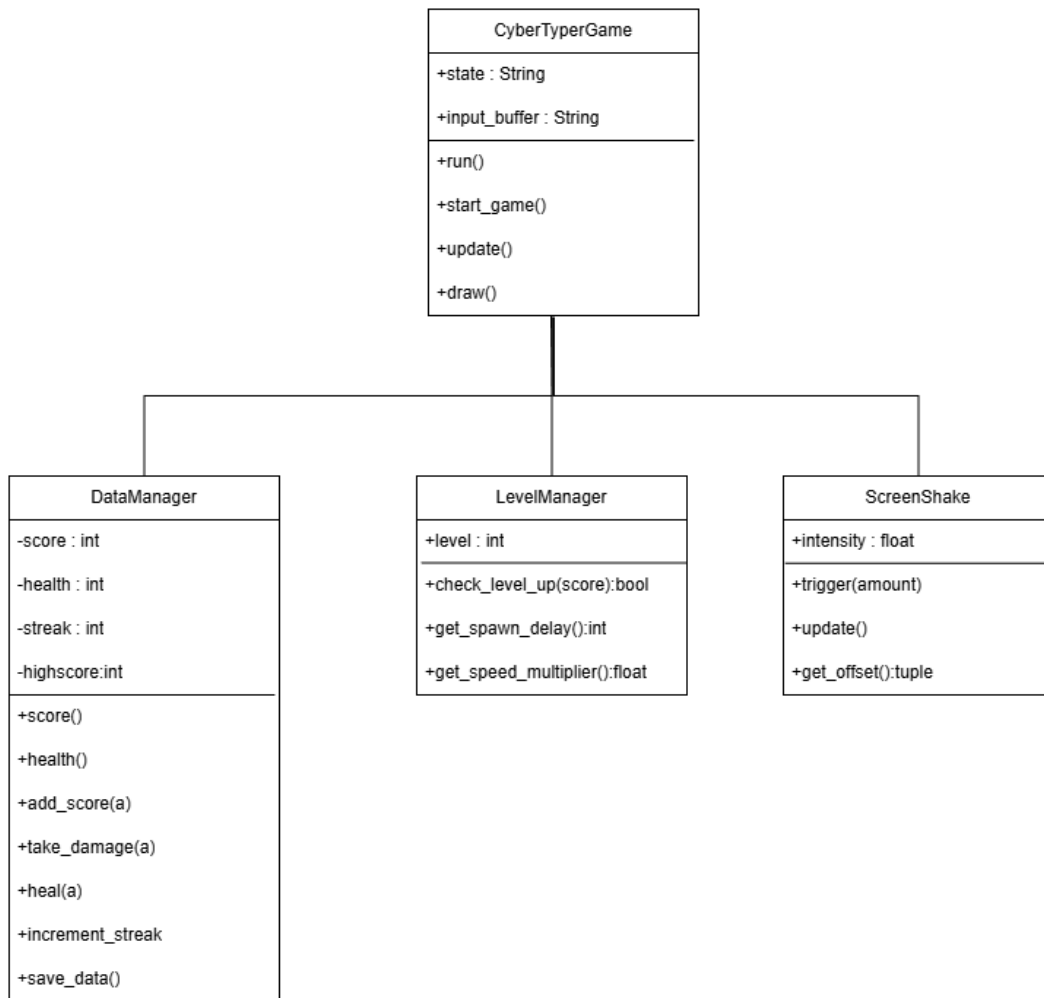 CyberTyperGame
+state : String
+input_buffer : String
+run()
+start_game()
+update()
+draw()
DataManager
-score : int
-health : int
-streak : int
-highscore:int
+score()
+health()
+add_score(a)
+take_damage(a)
+heal(a)
+increment_streak
+save_data()
LevelManager
+level : int
+check_level_up(score):bool
+get_spawn_delay():int
+get_speed_multiplier():float
ScreenShake
+intensity : float
+trigger(amount)
+update()
+get_offset():tuple